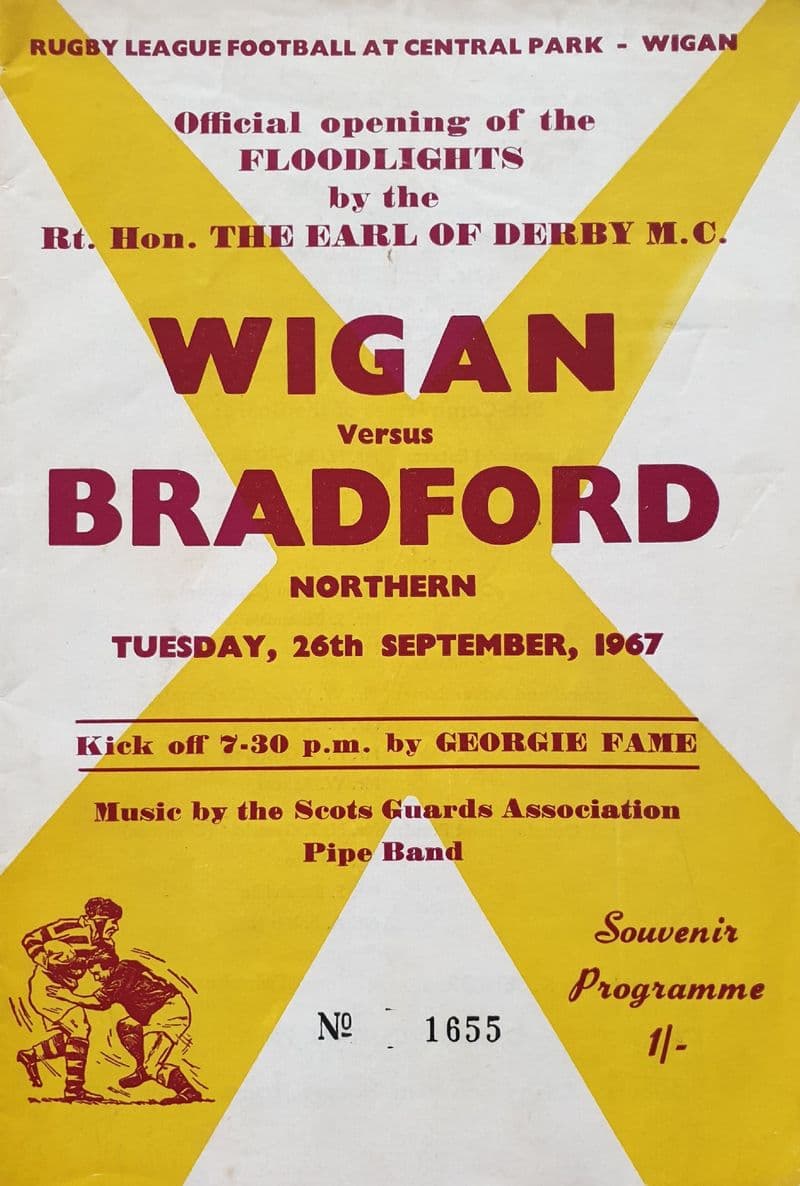 RUGBY LEAGUE FOOTBALL AT CENTRAL PARK - WIGAN
Official opening of the
FLOODLIGHTS
by the
Rt. Hon. THE EARL OF DERBY M.C.
WIGAN
Versus
BRADFORD
NORTHERN
TUESDAY, 26th SEPTEMBER, 1967
Kick off 7-30 p.m. by GEORGIE FAME
Music by the Scots Guards Association
Pipe Band
Souvenir
Programme
1/-
Nº 1655